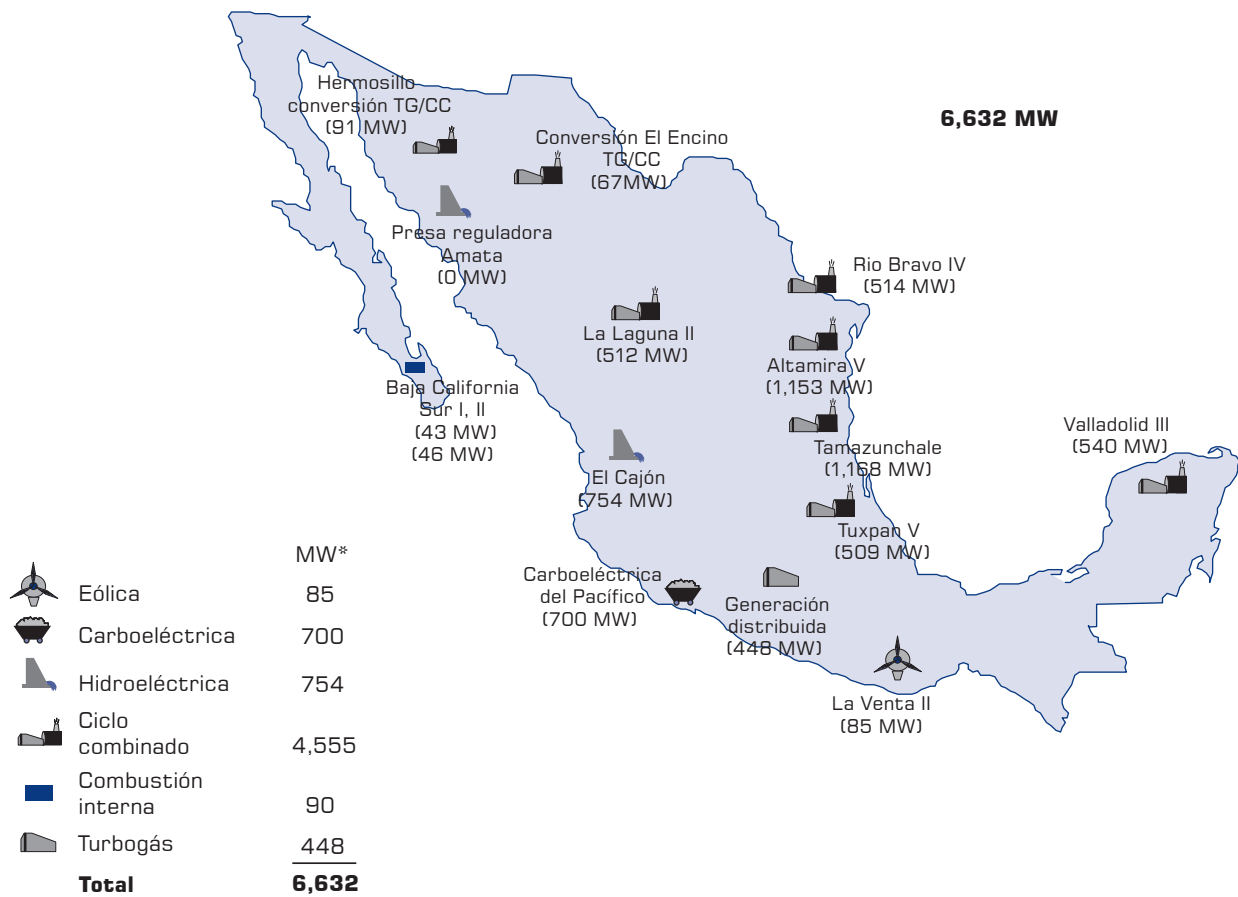 Hermosillo
conversión TG/CC
(91 MW)
6,632 MW
Conversión El Encino
TG/CC
(67MW)
Presa reguladora
Amata
(0 MW)
Rio Bravo IV
(514 MW)
La Laguna II
(512 MW)
Altamira V
(1,153 MW)
Baja California
Sur I, II
(43 MW)
(46 MW)
Valladolid III
(540 MW)
Tamazunchale
(1,168 MW)
El Cajón
(754 MW)
Tuxpan V
(509 MW)
Carboeléctrica
del Pacífico
(700 MW)
Generación
distribuida
(448 MW)
La Venta II
(85 MW)
MW*
Eólica 85
Carboeléctrica 700
Hidroeléctrica 754
Ciclo
combinado 4,555
Combustión
interna 90
Turbogás 448
Total 6,632